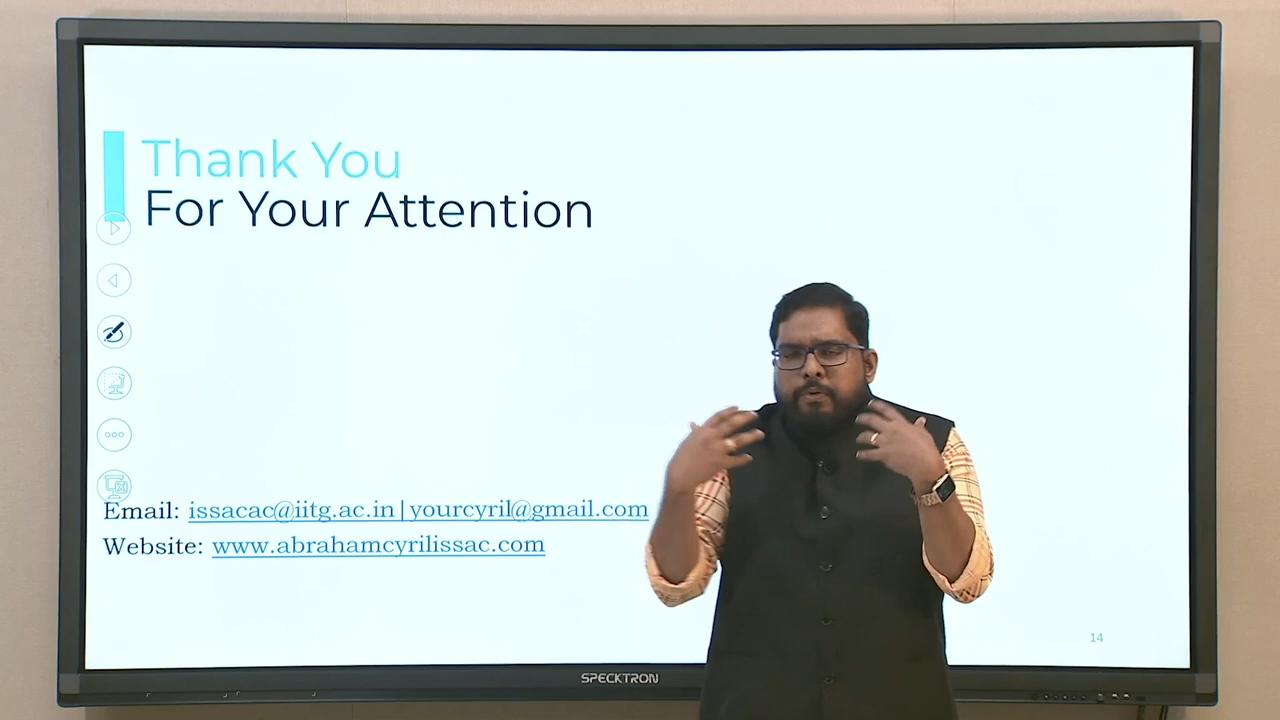 Thank You
For Your Attention
Email: issacac@iitg.ac.in|yourcyril@gmail.com
Website: www.abrahamcyrilissac.com
14
SPECKTRON